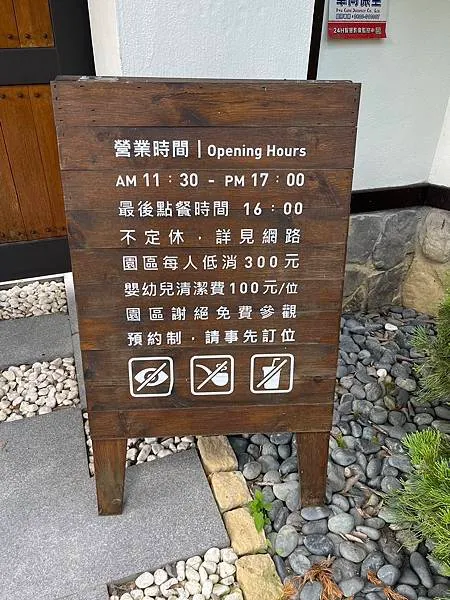 營業時間 | Opening Hours
AM 11：30 - PM 17：00
最後點餐時間 16：00
不定休，詳見網路
園區每人低消 300 元
嬰幼兒清潔費 100 元/位
園區謝絕免費參觀
預約制，請事先訂位